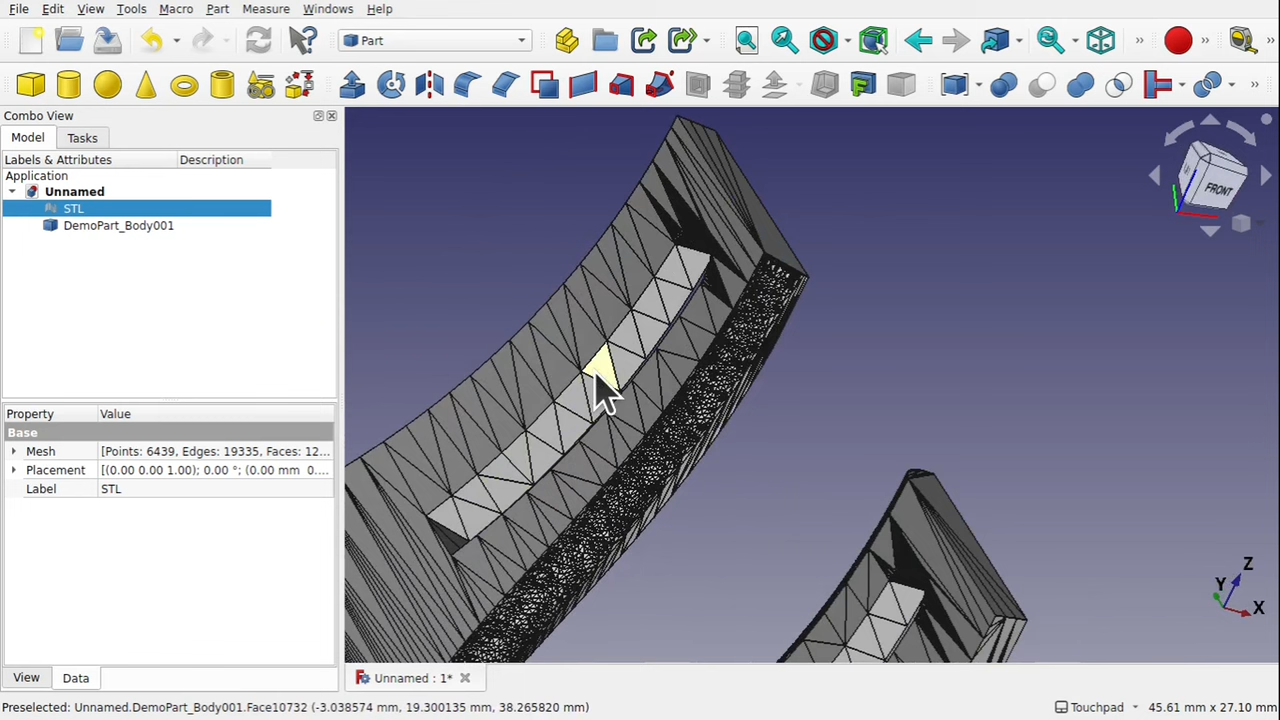 File Edit View Tools Macro Part Measure Windows Help
Part
Combo View
Model Tasks
Labels & Attributes Description
Application
Unnamed
STL
DemoPart_Body001
FRONT
Property Value
Base
Mesh [Points: 6439, Edges: 19335, Faces: 12...
Placement [(0.00 0.00 1.00); 0.00 °; (0.00 mm 0....
Label STL
Z
Y
X
View Data
Unnamed : 1*
Preselected: Unnamed.DemoPart_Body001.Face10732 (-3.038574 mm, 19.300135 mm, 38.265820 mm) Touchpad 45.61 mm x 27.10 mm